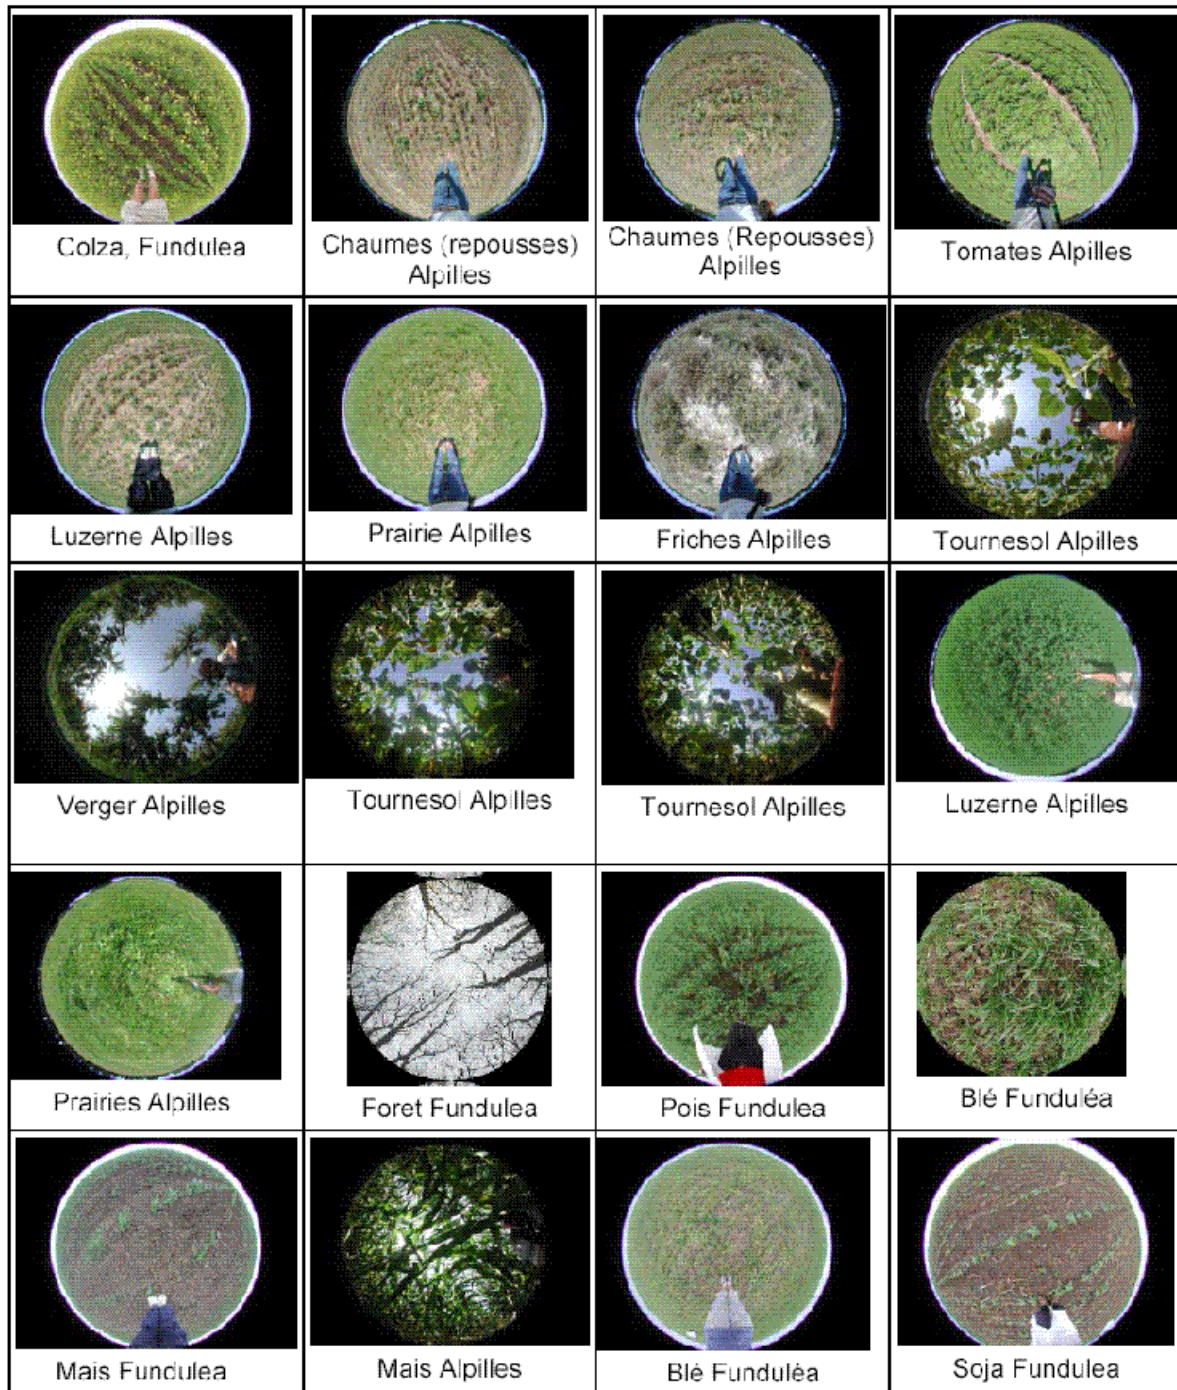 Colza, Fundulea
Chaumes (repousses)
Alpilles
Chaumes (Repousses)
Alpilles
Tomates Alpilles
Luzerne Alpilles
Prairie Alpilles
Friches Alpilles
Tournesol Alpilles
Verger Alpilles
Tournesol Alpilles
Tournesol Alpilles
Luzerne Alpilles
Prairies Alpilles
Foret Fundulea
Pois Fundulea
Blé Funduléa
Mais Fundulea
Mais Alpilles
Blé Funduléa
Soja Fundulea